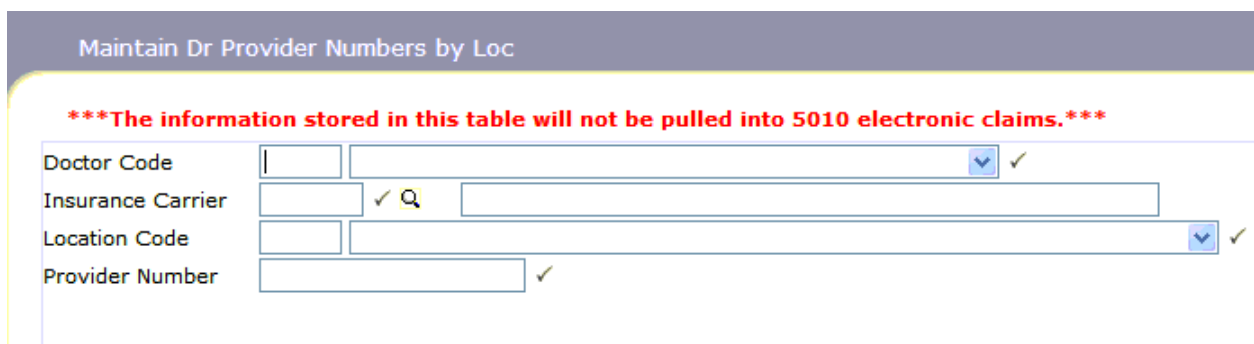 Maintain Dr Provider Numbers by Loc
***The information stored in this table will not be pulled into 5010 electronic claims.***
Doctor Code
Insurance Carrier
Location Code
Provider Number